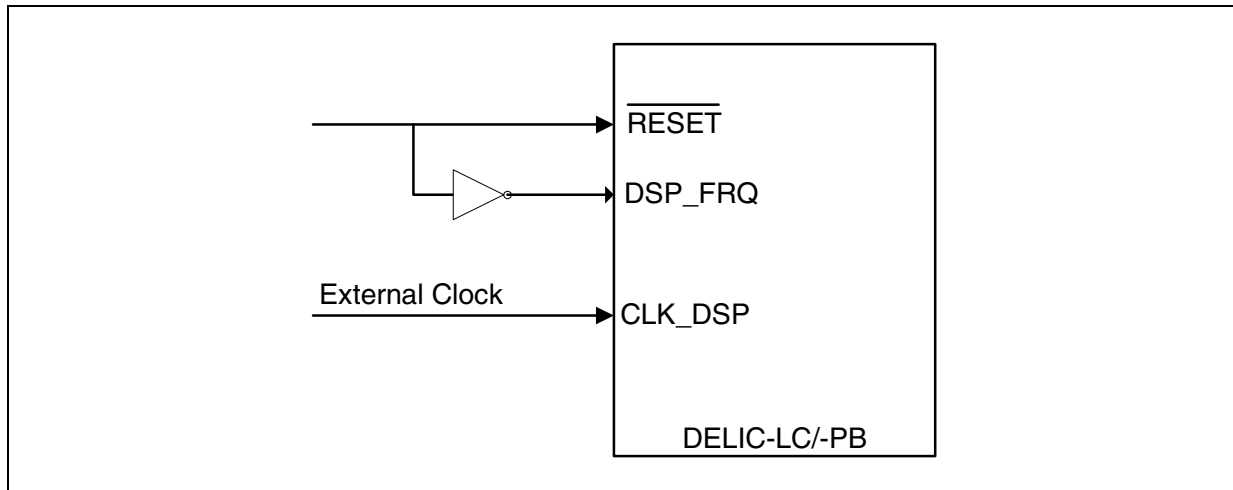 RESET
DSP_FRQ
External Clock
CLK_DSP
DELIC-LC/-PB